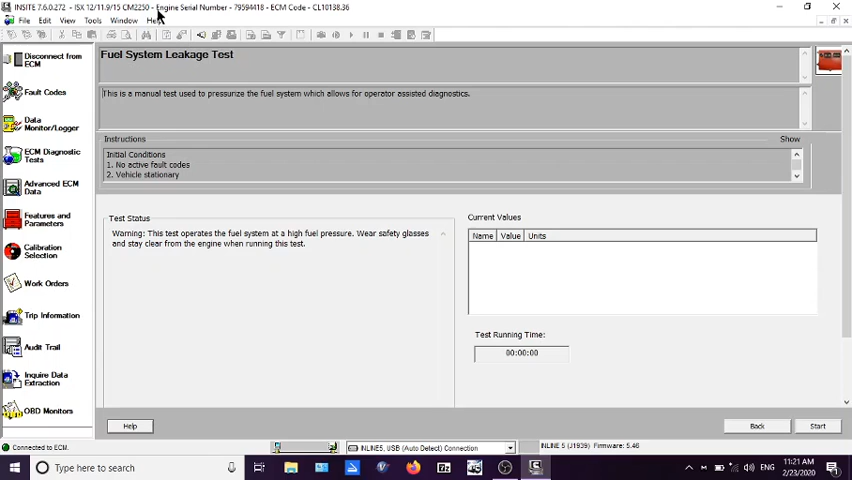 INSITE 7.6.0.272 - ISX 12/11.9/15 CM2250 - Engine Serial Number - 79594418 - ECM Code - CL10138.36
File Edit View Tools Window Help
Disconnect from
ECM
Fault Codes
Data
Monitor/Logger
ECM Diagnostic
Tests
Advanced ECM
Data
Features and
Parameters
Calibration
Selection
Work Orders
Trip Information
Audit Trail
Inquire Data
Extraction
OBD Monitors
Fuel System Leakage Test
This is a manual test used to pressurize the fuel system which allows for operator assisted diagnostics.
Instructions Show
Initial Conditions
1. No active fault codes
2. Vehicle stationary
Test Status
Warning: This test operates the fuel system at a high fuel pressure. Wear safety glasses
and stay clear from the engine when running this test.
Current Values
Name Value Units
Test Running Time:
00:00:00
Help Back Start
Connected to ECM. INLINE5, USB (Auto Detect) Connection INLINE 5 (J1939) Firmware: 5.46
Type here to search ENG 11:21 AM
2/23/2020